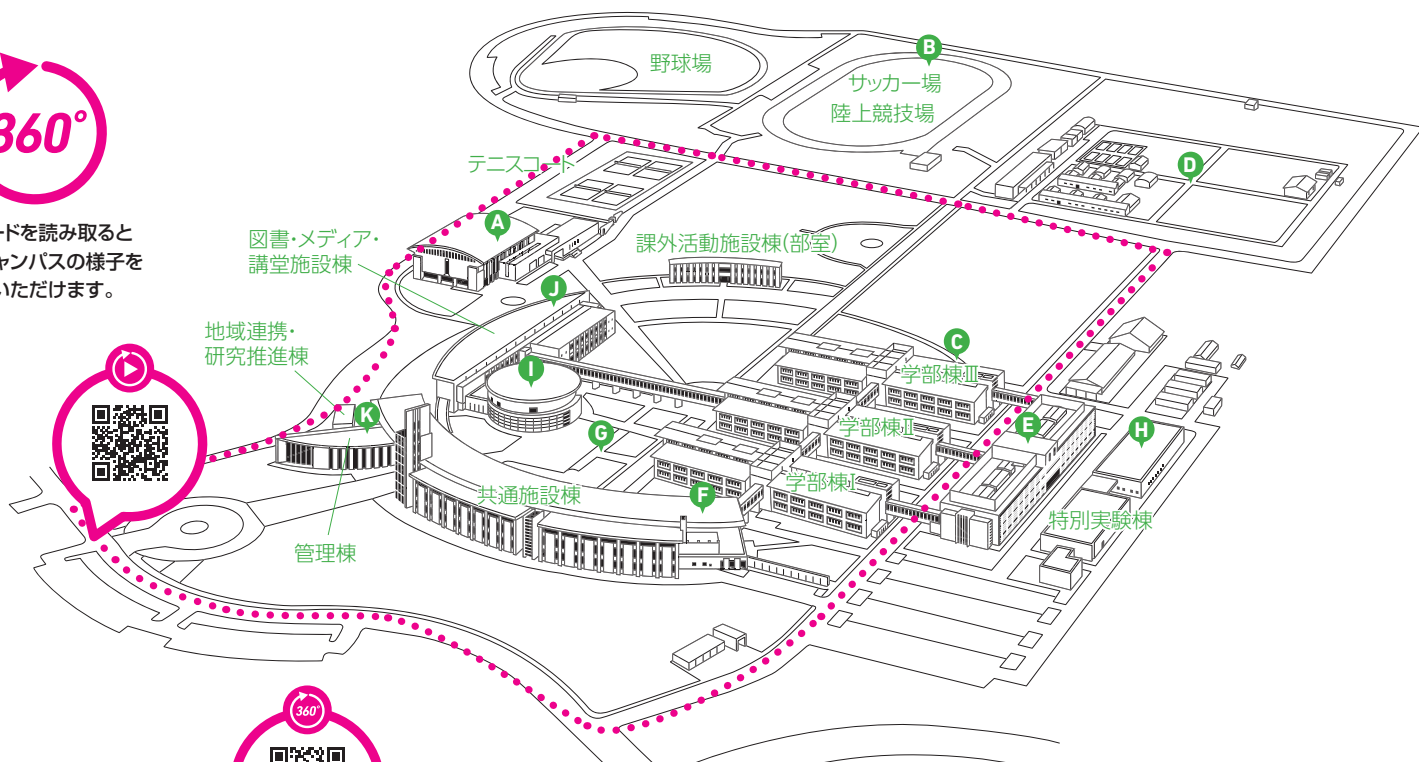 360°
ードを読み取ると
ャンパスの様子を
いただけます。
野球場
B
サッカー場
陸上競技場
テニスコート
D
A
図書・メディア・
講堂施設棟
課外活動施設棟(部室)
J
地域連携・
研究推進棟
I
C
学部棟Ⅲ
K
G
学部棟Ⅱ
E
H
共通施設棟
F
学部棟Ⅰ
特別実験棟
管理棟
360°